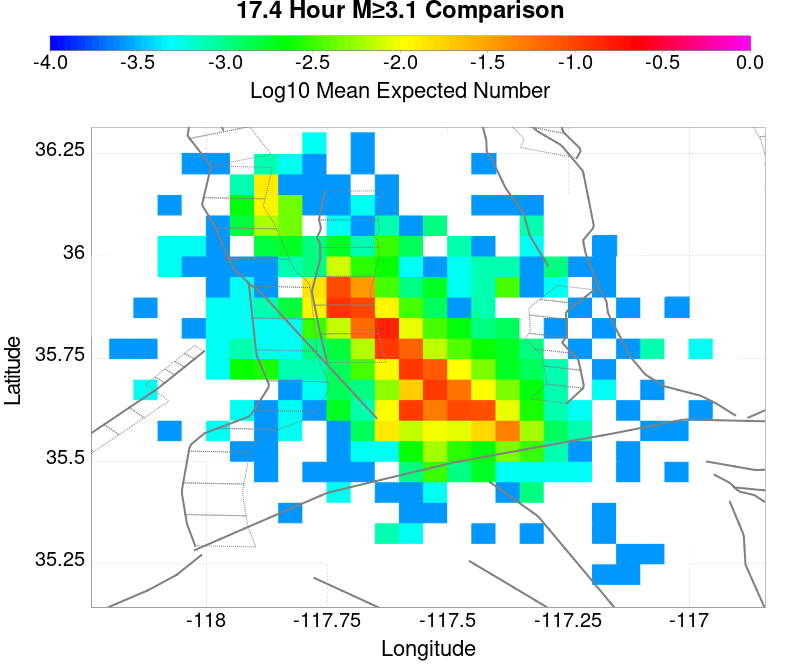 17.4 Hour M≥3.1 Comparison
-4.0 -3.5 -3.0 -2.5 -2.0 -1.5 -1.0 -0.5 0.0
Log10 Mean Expected Number
36.25
36
35.75
35.5
35.25
Latitude
-118 -117.75 -117.5 -117.25 -117
Longitude